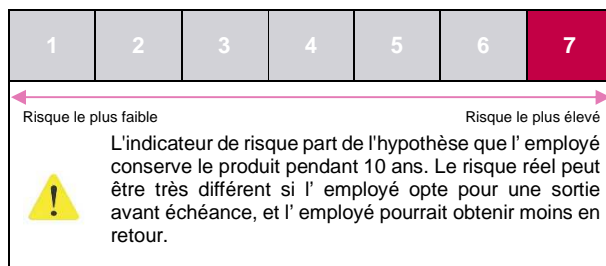 1 2 3 4 5 6 7
Risque le plus faible Risque le plus élevé
L'indicateur de risque part de l'hypothèse que l' employé
conserve le produit pendant 10 ans. Le risque réel peut
être très différent si l' employé opte pour une sortie
avant échéance, et l' employé pourrait obtenir moins en
retour.